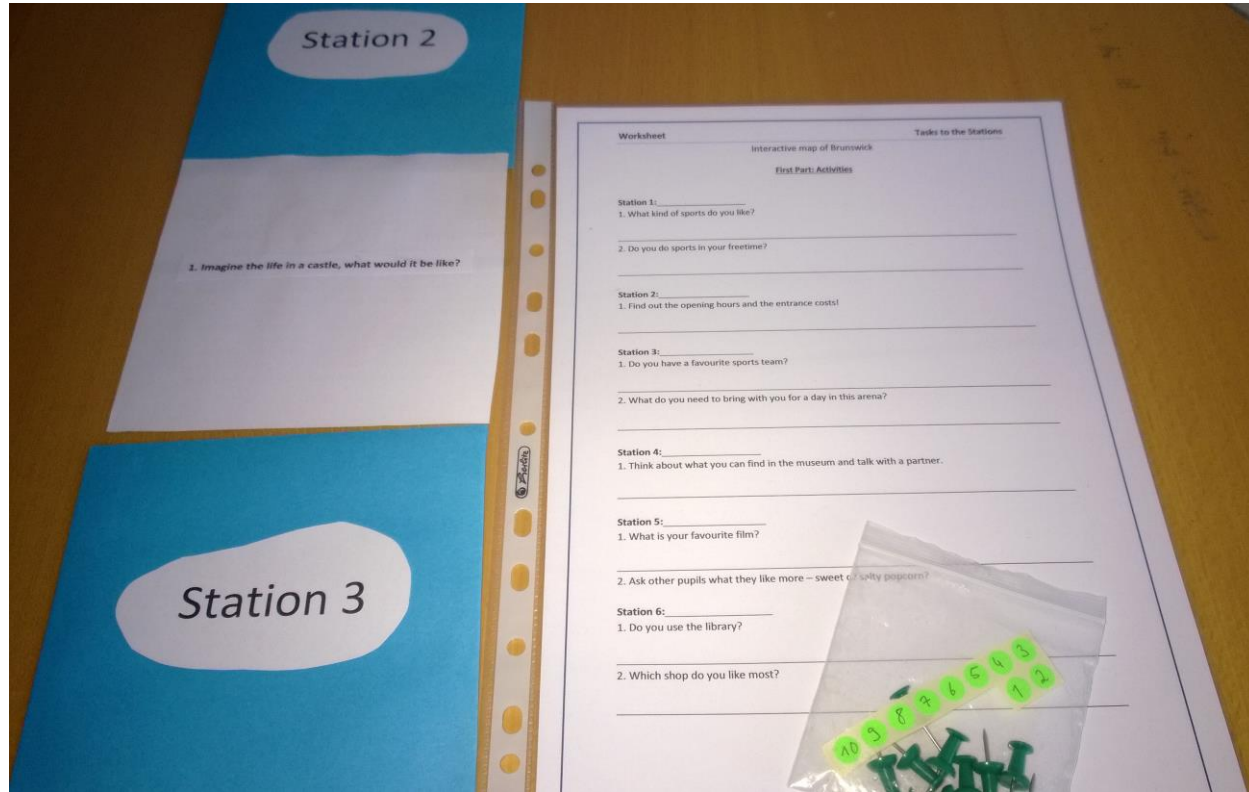 Station 2
1. Imagine the life in a castle, what would it be like?
Station 3
Herlitz
Worksheet Tasks to the Stations
Interactive map of Brunswick
First Part: Activities
Station 1:
1. What kind of sports do you like?
2. Do you do sports in your freetime?
Station 2:
1. Find out the opening hours and the entrance costs!
Station 3:
1. Do you have a favourite sports team?
2. What do you need to bring with you for a day in this arena?
Station 4:
1. Think about what you can find in the museum and talk with a partner.
Station 5:
1. What is your favourite film?
2. Ask other pupils what they like more – sweet or salty popcorn?
Station 6:
1. Do you use the library?
2. Which shop do you like most?
10 9 8 7 6 5 4 3
1 2